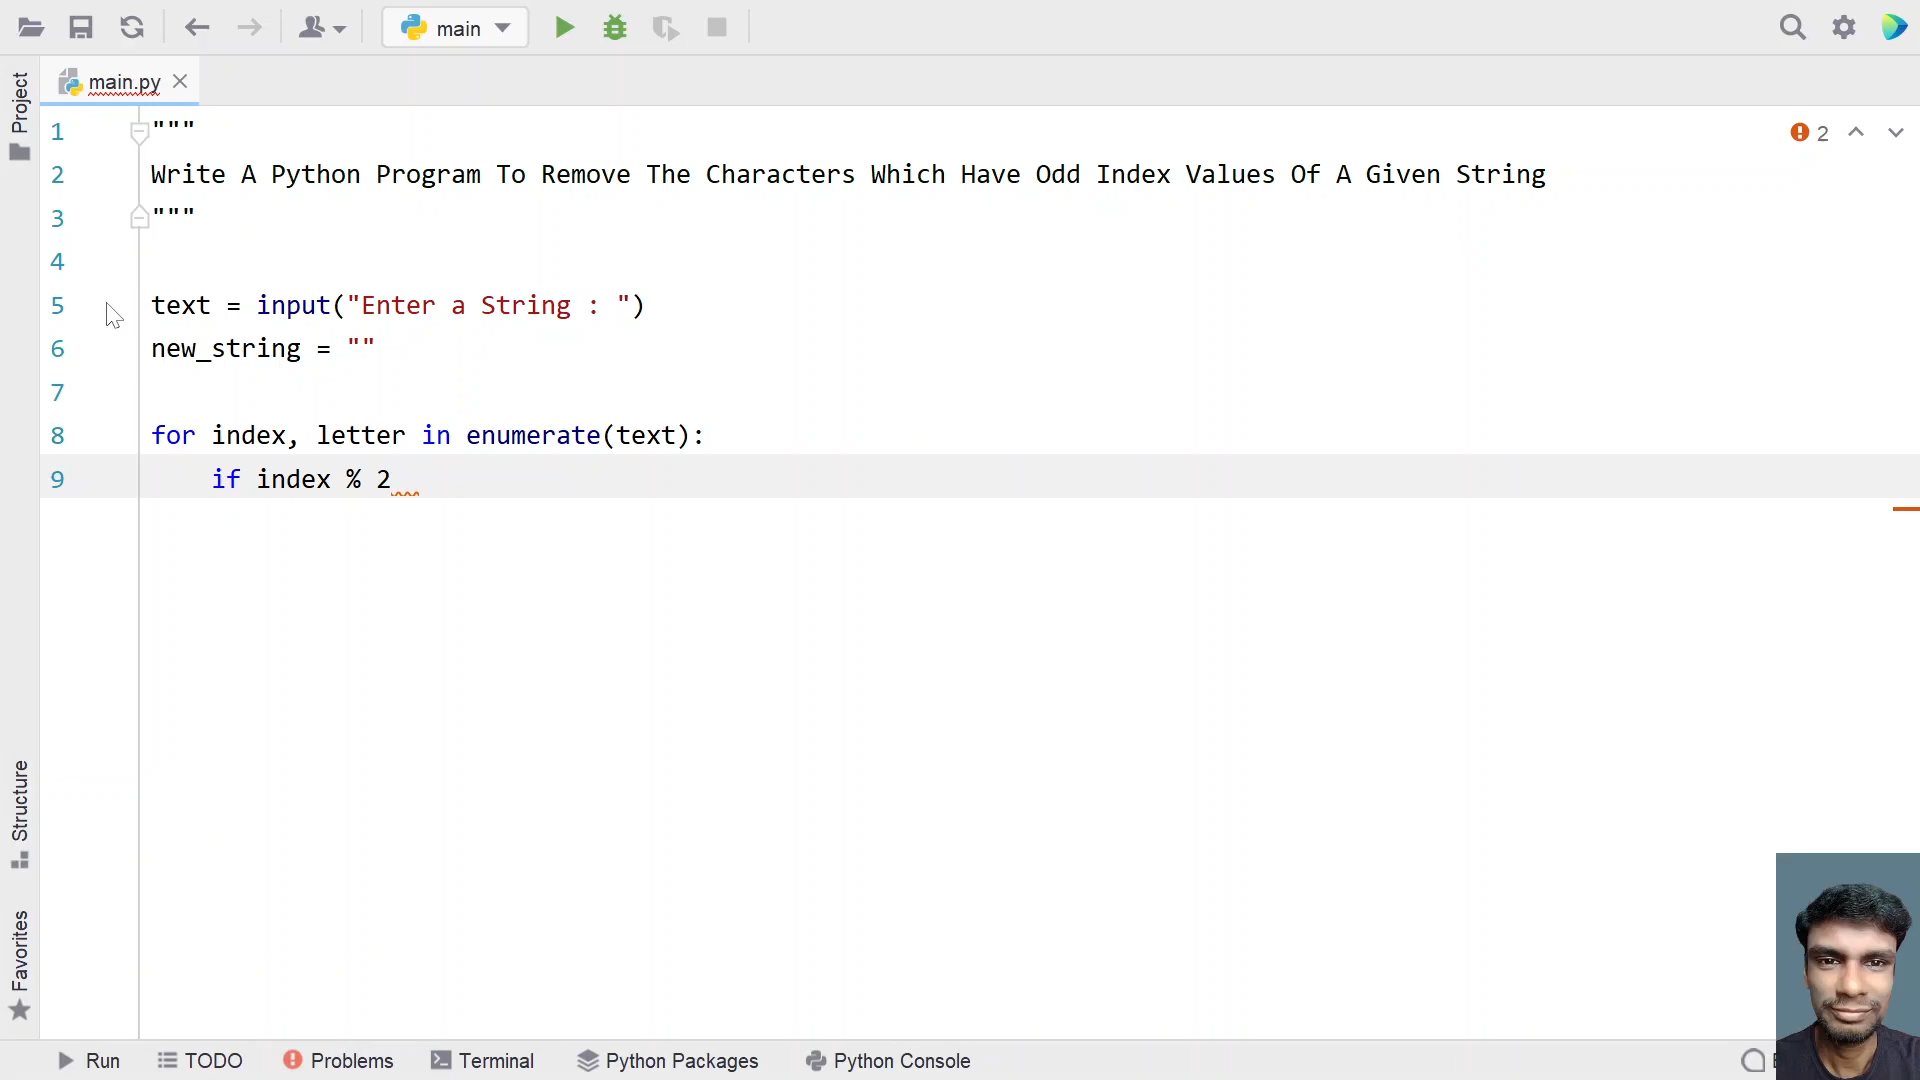 main
Project
main.py
2
1 """
2 Write A Python Program To Remove The Characters Which Have Odd Index Values Of A Given String
3 """
4
5 text = input("Enter a String : ")
6 new_string = ""
7
8 for index, letter in enumerate(text):
9     if index % 2
Structure
Favorites
Run TODO Problems Terminal Python Packages Python Console